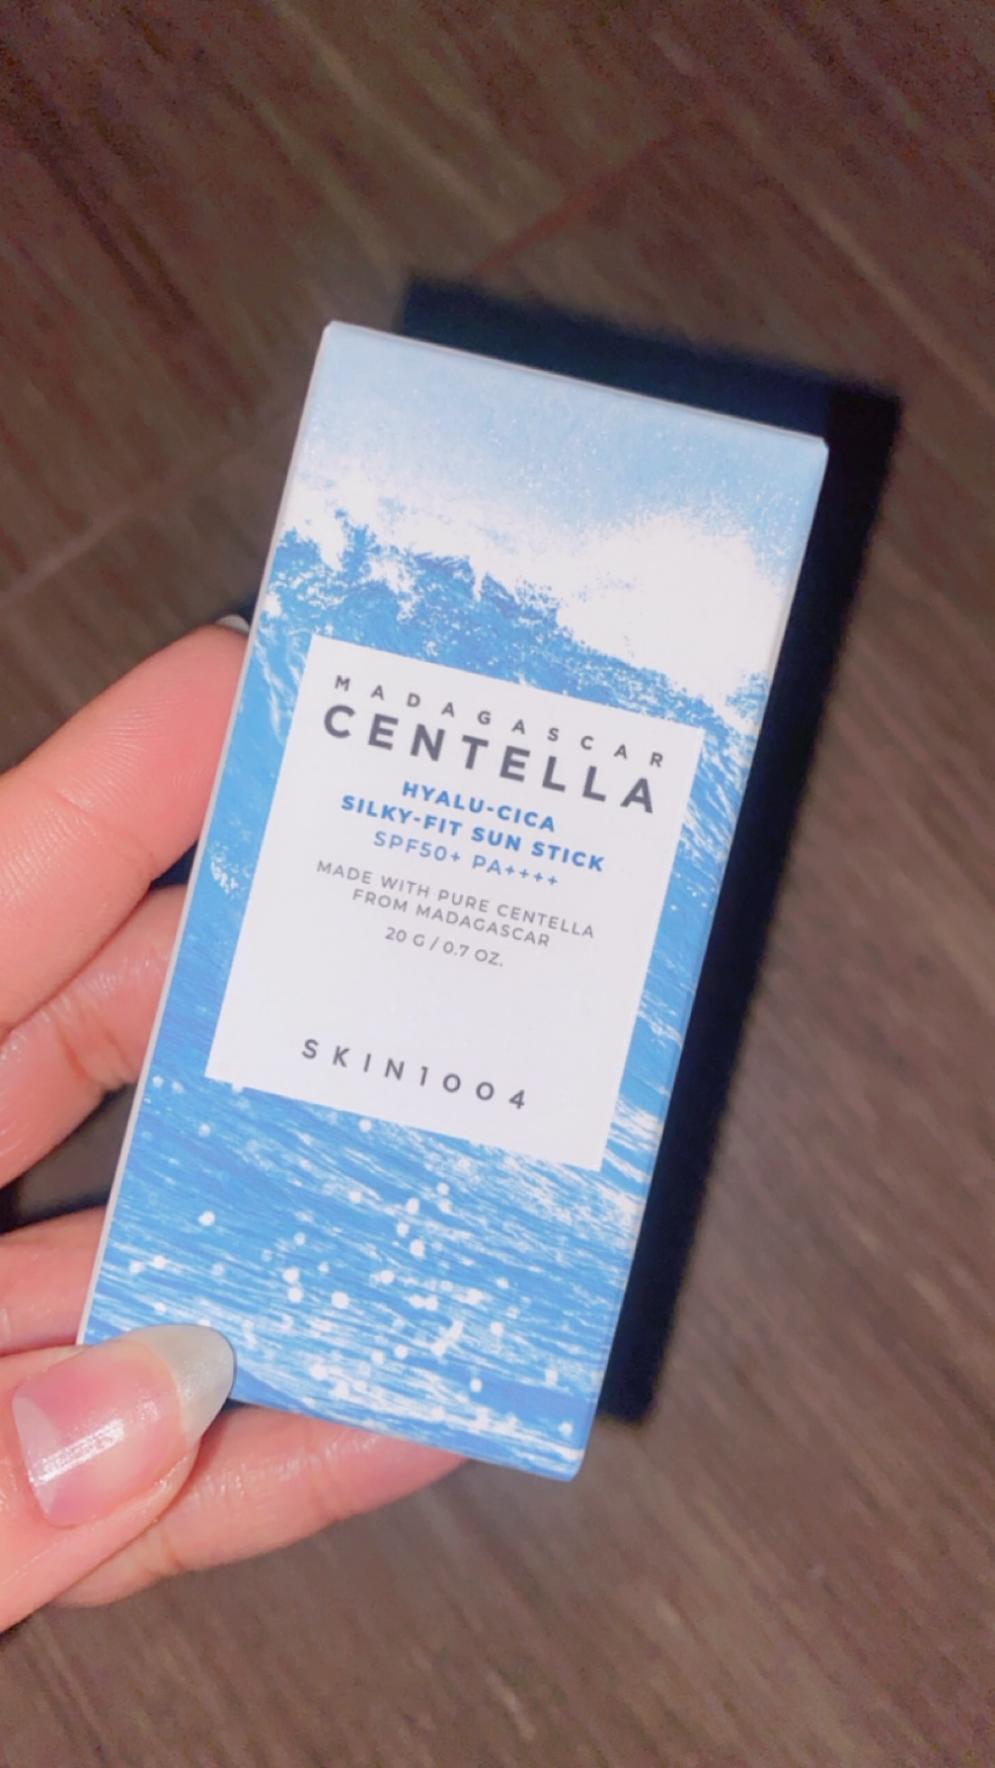 MADAGASCAR
CENTELLA
HYALU-CICA
SILKY-FIT SUN STICK
SPF50+ PA++++
MADE WITH PURE CENTELLA
FROM MADAGASCAR
20 G / 0.7 OZ.
SKIN1004